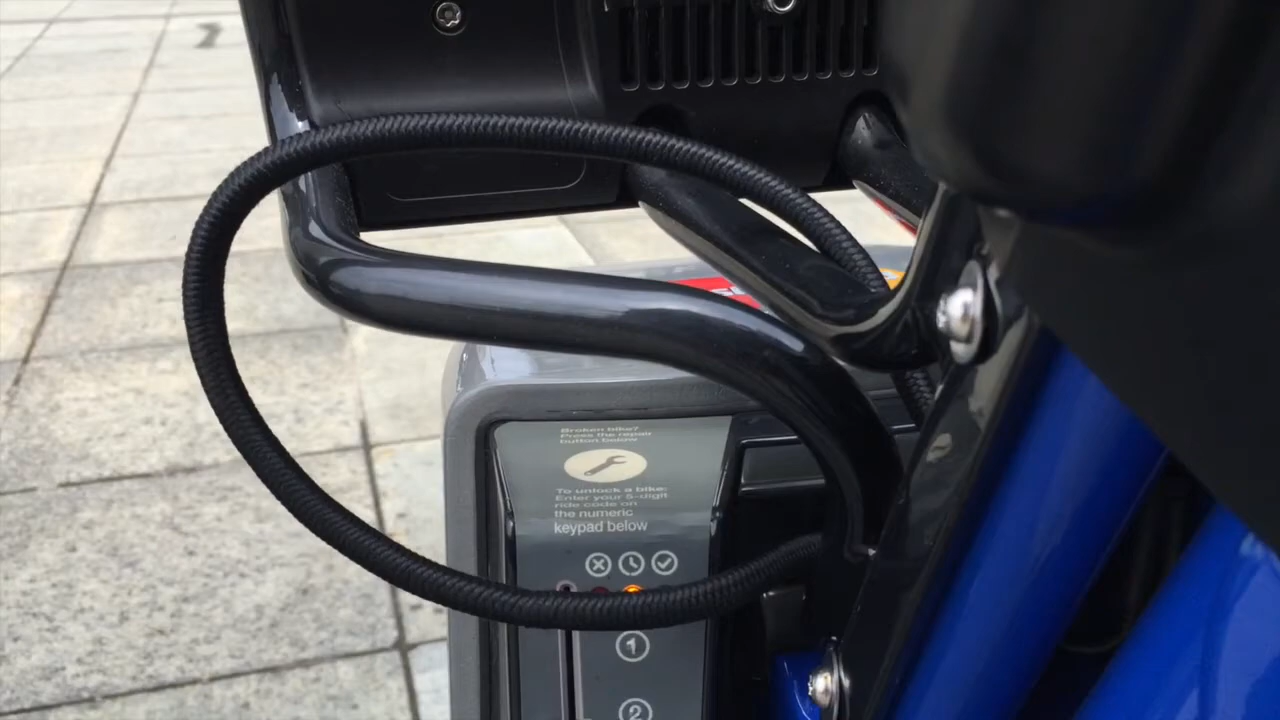 Broken bike?
Press the repair
button below
To unlock a bike:
Enter your 5-digit
ride code on
the numeric
keypad below
1
2